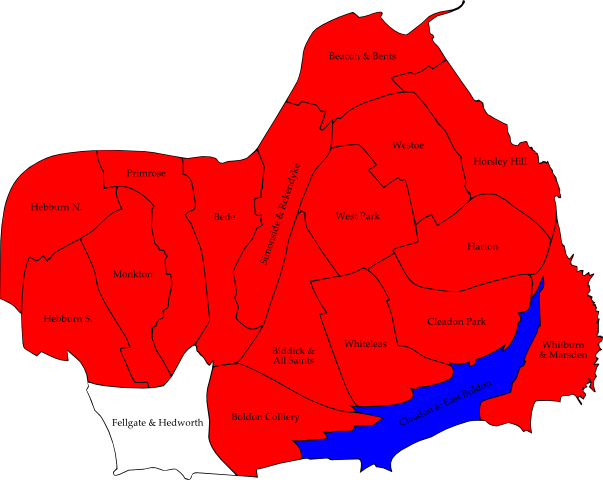 Beacon & Bents
Westoe
Horsley Hill
Primrose
Simonside & Rekendyke
Hebburn N.
Bede
West Park
Harton
Monkton
Hebburn S.
Cleadon Park
Whiteleas
Biddick &
All Saints
Whitburn
& Marsden
Cleadon & East Boldon
Boldon Colliery
Fellgate & Hedworth